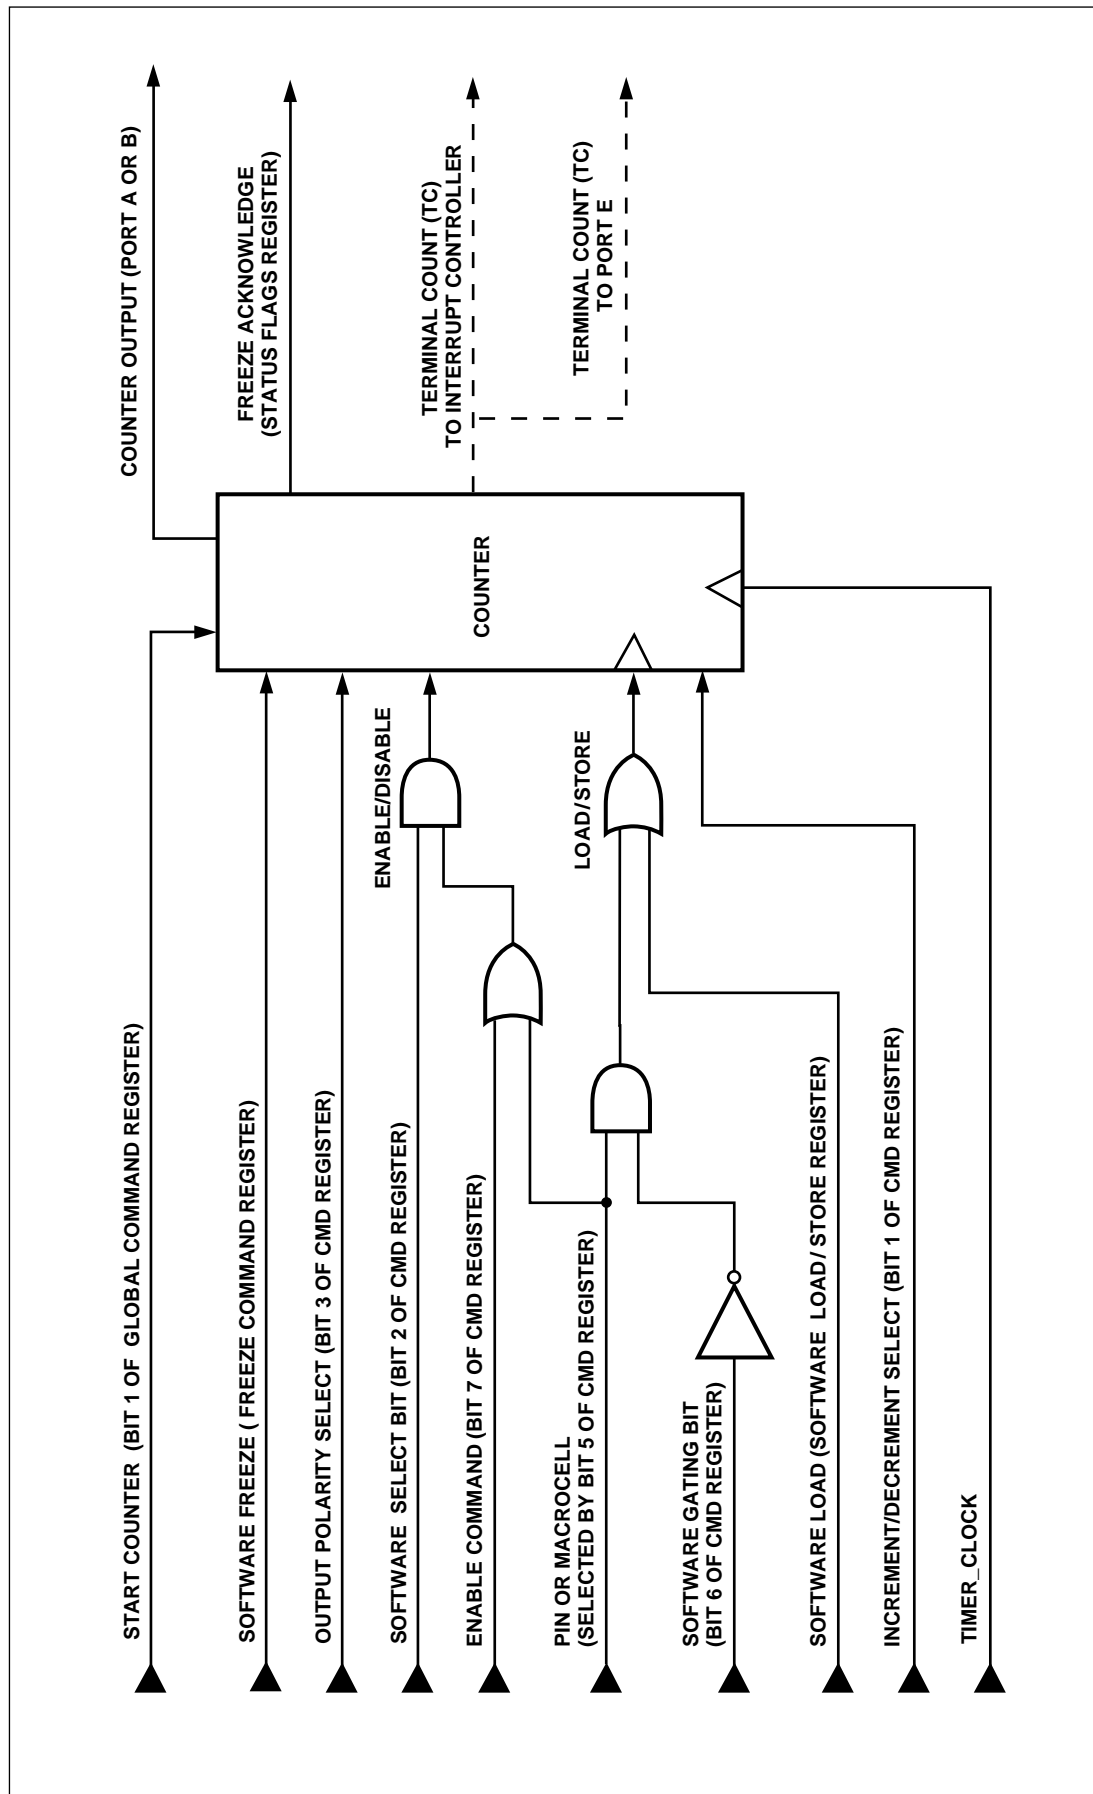 START COUNTER (BIT 1 OF GLOBAL COMMAND REGISTER)
SOFTWARE FREEZE ( FREEZE COMMAND REGISTER)
OUTPUT POLARITY SELECT (BIT 3 OF CMD REGISTER)
SOFTWARE SELECT BIT (BIT 2 OF CMD REGISTER)
ENABLE COMMAND (BIT 7 OF CMD REGISTER)
PIN OR MACROCELL
(SELECTED BY BIT 5 OF CMD REGISTER)
SOFTWARE GATING BIT
(BIT 6 OF CMD REGISTER)
SOFTWARE LOAD (SOFTWARE LOAD/ STORE REGISTER)
INCREMENT/DECREMENT SELECT (BIT 1 OF CMD REGISTER)
TIMER_CLOCK
ENABLE/DISABLE
LOAD/STORE
COUNTER
COUNTER OUTPUT (PORT A OR B)
FREEZE ACKNOWLEDGE
(STATUS FLAGS REGISTER)
TERMINAL COUNT (TC)
TO INTERRUPT CONTROLLER
TERMINAL COUNT (TC)
TO PORT E